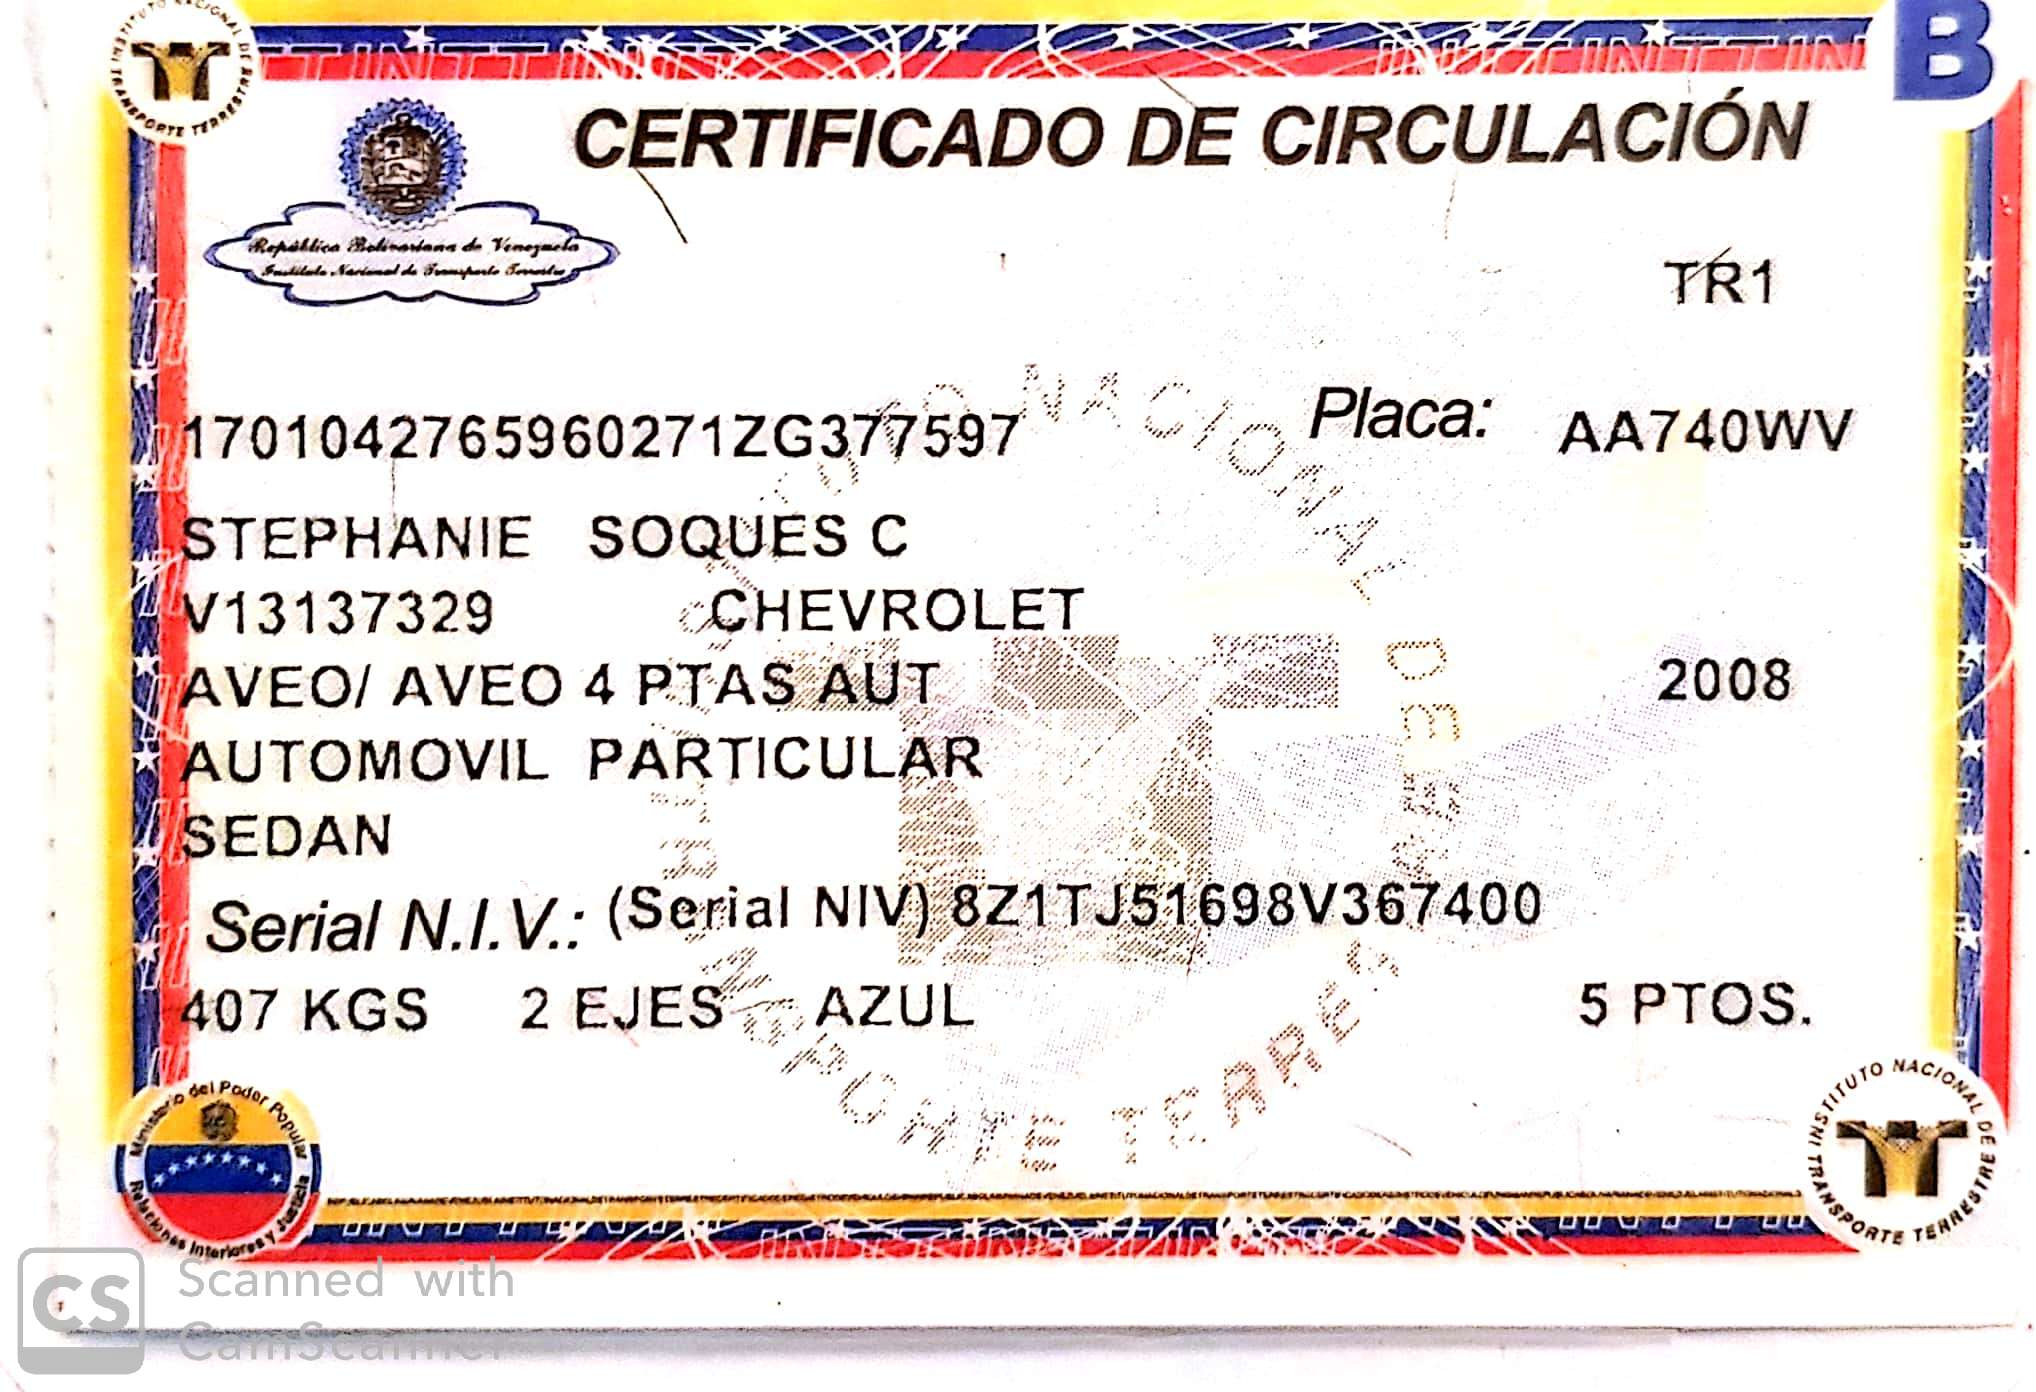 INSTITUTO NACIONAL DE TRANSPORTE TERRESTRE
B
CERTIFICADO DE CIRCULACIÓN
República Bolivariana de Venezuela
Instituto Nacional de Transporte Terrestre
TR1
1701042765960271ZG377597 Placa: AA740WV
STEPHANIE SOQUES C
V13137329 CHEVROLET
AVEO/ AVEO 4 PTAS AUT 2008
AUTOMOVIL PARTICULAR
SEDAN
Serial N.I.V.: (Serial NIV) 8Z1TJ51698V367400
407 KGS 2 EJES AZUL 5 PTOS.
INSTITUTO NACIONAL DE TRANSPORTE TERRESTRE
Ministerio del Poder Popular
Relaciones Interiores y Justicia
INSTITUTO NACIONAL DE TRANSPORTE TERRESTRE
CS Scanned with
CamScanner